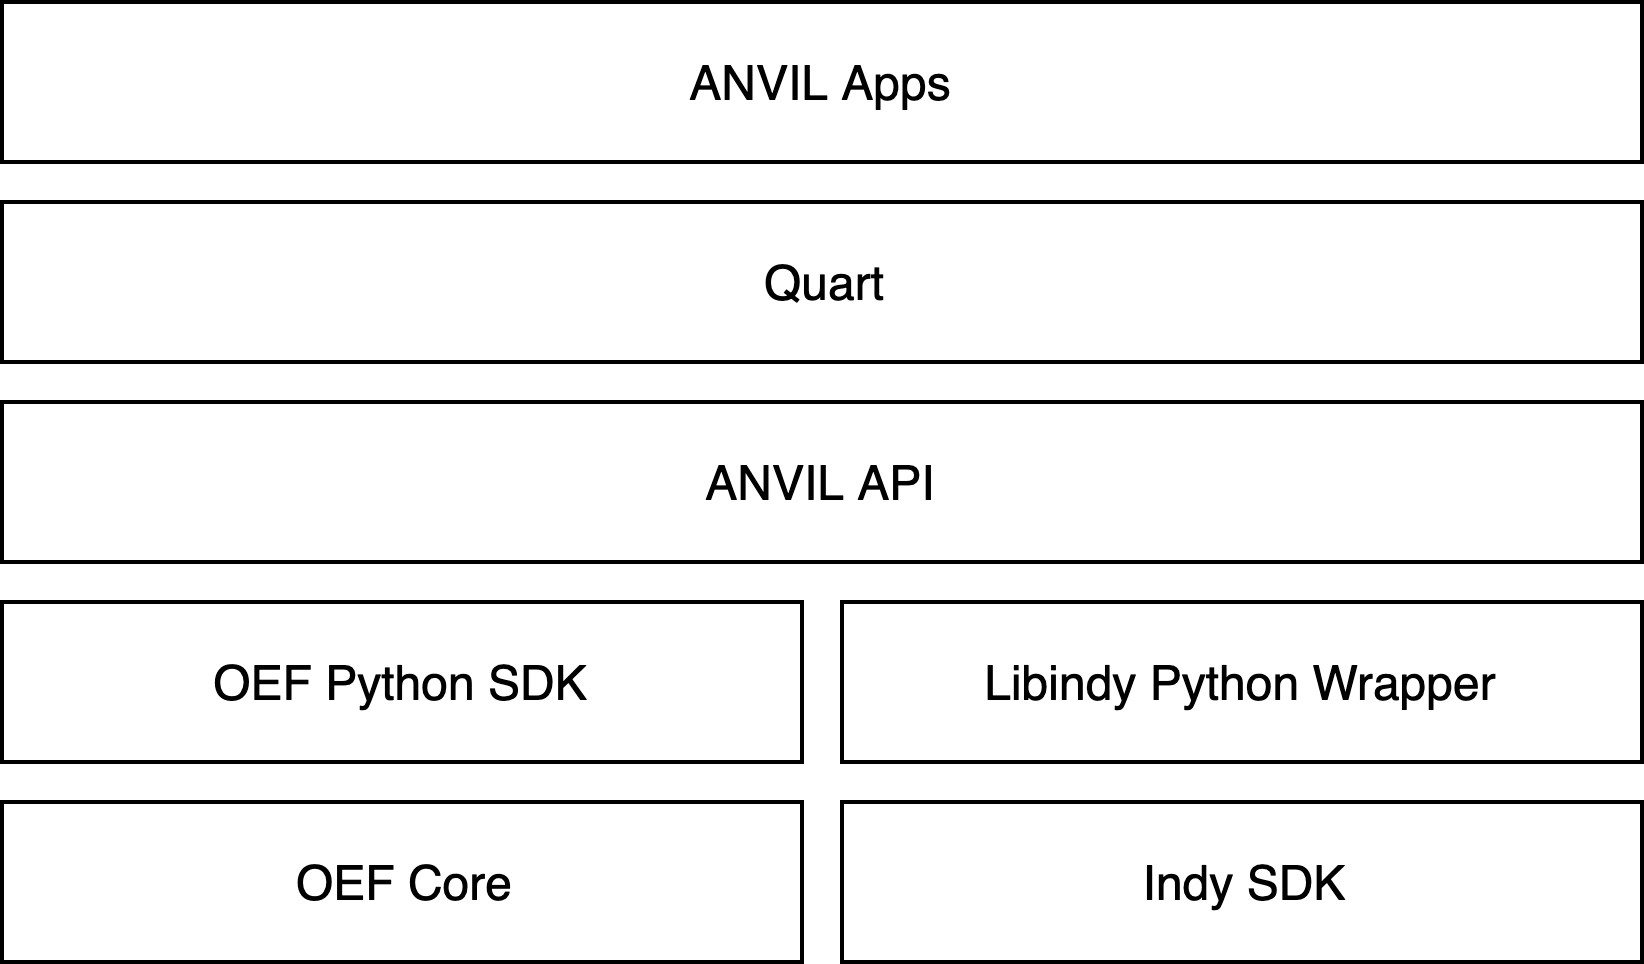 ANVIL Apps
Quart
ANVIL API
OEF Python SDK
Libindy Python Wrapper
OEF Core
Indy SDK